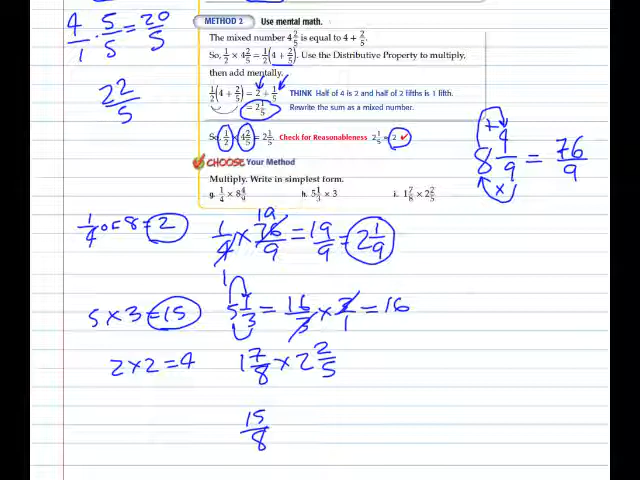 4/1 · 5/5 = 20/5
22/5
METHOD 2 Use mental math.
The mixed number 4 2/5 is equal to 4 + 2/5.
So, 1/2 × 4 2/5 = 1/2(4 + 2/5). Use the Distributive Property to multiply,
then add mentally.
1/2(4 + 2/5) = 2 + 1/5 THINK Half of 4 is 2 and half of 2 fifths is 1 fifth.
= 2 1/5 Rewrite the sum as a mixed number.
So, 1/2 × 4 2/5 = 2 1/5. Check for Reasonableness 2 1/5 ≈ 2 ✔
8 4/9 = 76/9
+
×
CHOOSE Your Method
Multiply. Write in simplest form.
g. 1/4 × 8 4/9 h. 5 1/3 × 3 i. 1 7/8 × 2 2/5
1/4 of 8 = 2 1/4 × 76/9 = 19/9 = 2 1/9
19
1
5 × 3 = 15 5 1/3 = 16/3 × 3/1 = 16
2 × 2 = 4 1 7/8 × 2 2/5
15/8